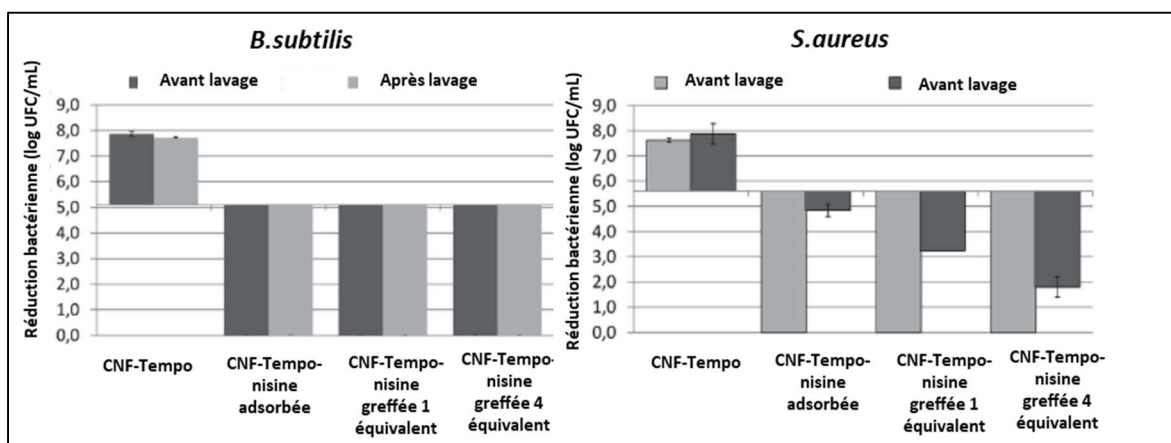 B.subtilis
Avant lavage
Après lavage
Réduction bactérienne (log UFC/mL)
9,0
8,0
7,0
6,0
5,0
4,0
3,0
2,0
1,0
0,0
CNF-Tempo
CNF-Tempo-
nisine
adsorbée
CNF-Tempo-
nisine
greffée 1
équivalent
CNF-Tempo-
nisine
greffée 4
équivalent
S.aureus
Avant lavage
Avant lavage
Réduction bactérienne (log UFC/mL)
9,0
8,0
7,0
6,0
5,0
4,0
3,0
2,0
1,0
0,0
CNF-Tempo
CNF-Tempo-
nisine
adsorbée
CNF-Tempo-
nisine
greffée 1
équivalent
CNF-Tempo-
nisine
greffée 4
équivalent